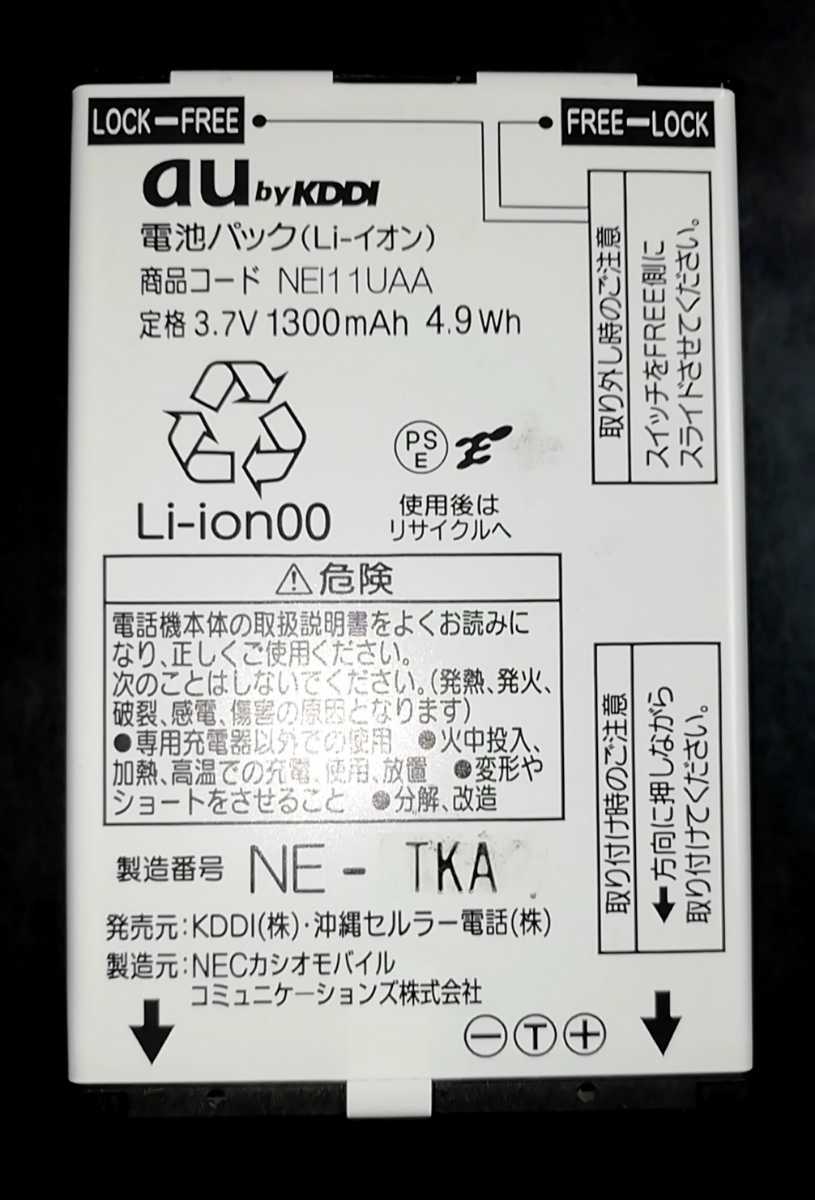 LOCK—FREE
FREE—LOCK
au by KDDI
電池パック(Li-イオン)
商品コード NEI11UAA
定格 3.7V 1300mAh 4.9Wh
取り外し時のご注意
スイッチをFREE側に
スライドさせてください。
PS
E
Li-ion00
使用後は
リサイクルへ
⚠危険
電話機本体の取扱説明書をよくお読みに
なり、正しくご使用ください。
次のことはしないでください。(発熱、発火、
破裂、感電、傷害の原因となります)
●専用充電器以外での使用 ●火中投入、
加熱、高温での充電、使用、放置 ●変形や
ショートをさせること ●分解、改造
取り付け時のご注意
←方向に押しながら
取り付けてください。
製造番号 NE- TKA
発売元:KDDI(株)・沖縄セルラー電話(株)
製造元:NECカシオモバイル
コミュニケーションズ株式会社
⊖Ⓣ⊕